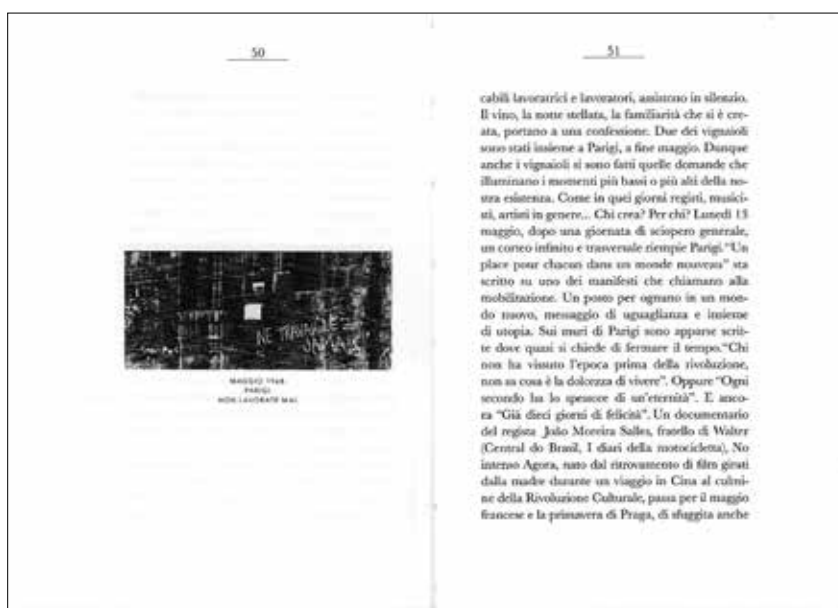 50
NE TRAVAILLEZ
JAMAIS
MAGGIO 1968
PARIGI
NON LAVORATE MAI
51
cabili lavoratrici e lavoratori, assistono in silenzio.
Il vino, la notte stellata, la familiarità che si è cre-
ata, portano a una confessione. Due dei vignaioli
sono stati insieme a Parigi, a fine maggio. Dunque
anche i vignaioli si sono fatti quelle domande che
illuminano i momenti più bassi o più alti della no-
stra esistenza. Come in quei giorni registi, musici-
sti, artisti in genere... Chi crea? Per chi? Lunedì 13
maggio, dopo una giornata di sciopero generale,
un corteo infinito e trasversale riempie Parigi. “Un
place pour chacun dans un monde nouveau” sta
scritto su uno dei manifesti che chiamano alla
mobilitazione. Un posto per ognuno in un mon-
do nuovo, messaggio di uguaglianza e insieme
di utopia. Sui muri di Parigi sono apparse scrit-
te dove quasi si chiede di fermare il tempo. “Chi
non ha vissuto l’epoca prima della rivoluzione,
non sa cosa è la dolcezza di vivere”. Oppure “Ogni
secondo ha lo spessore di un’eternità”. E anco-
ra “Già dieci giorni di felicità”. Un documentario
del regista João Moreira Salles, fratello di Walter
(Central do Brasil, I diari della motocicletta), No
intenso Agora, nato dal ritrovamento di film girati
dalla madre durante un viaggio in Cina al culmi-
ne della Rivoluzione Culturale, passa per il maggio
francese e la primavera di Praga, di sfuggita anche